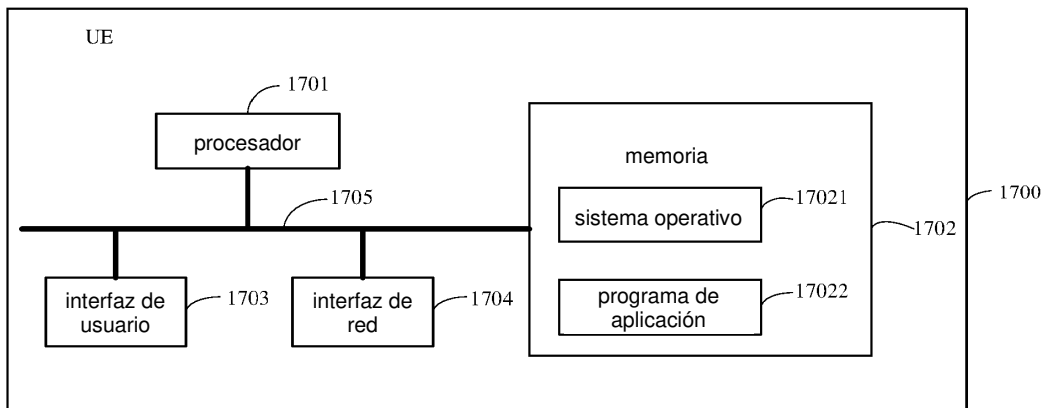 UE
1701
procesador
memoria
1705
17021
sistema operativo
1700
1702
interfaz de
usuario
1703
interfaz de
red
1704
programa de
aplicación
17022